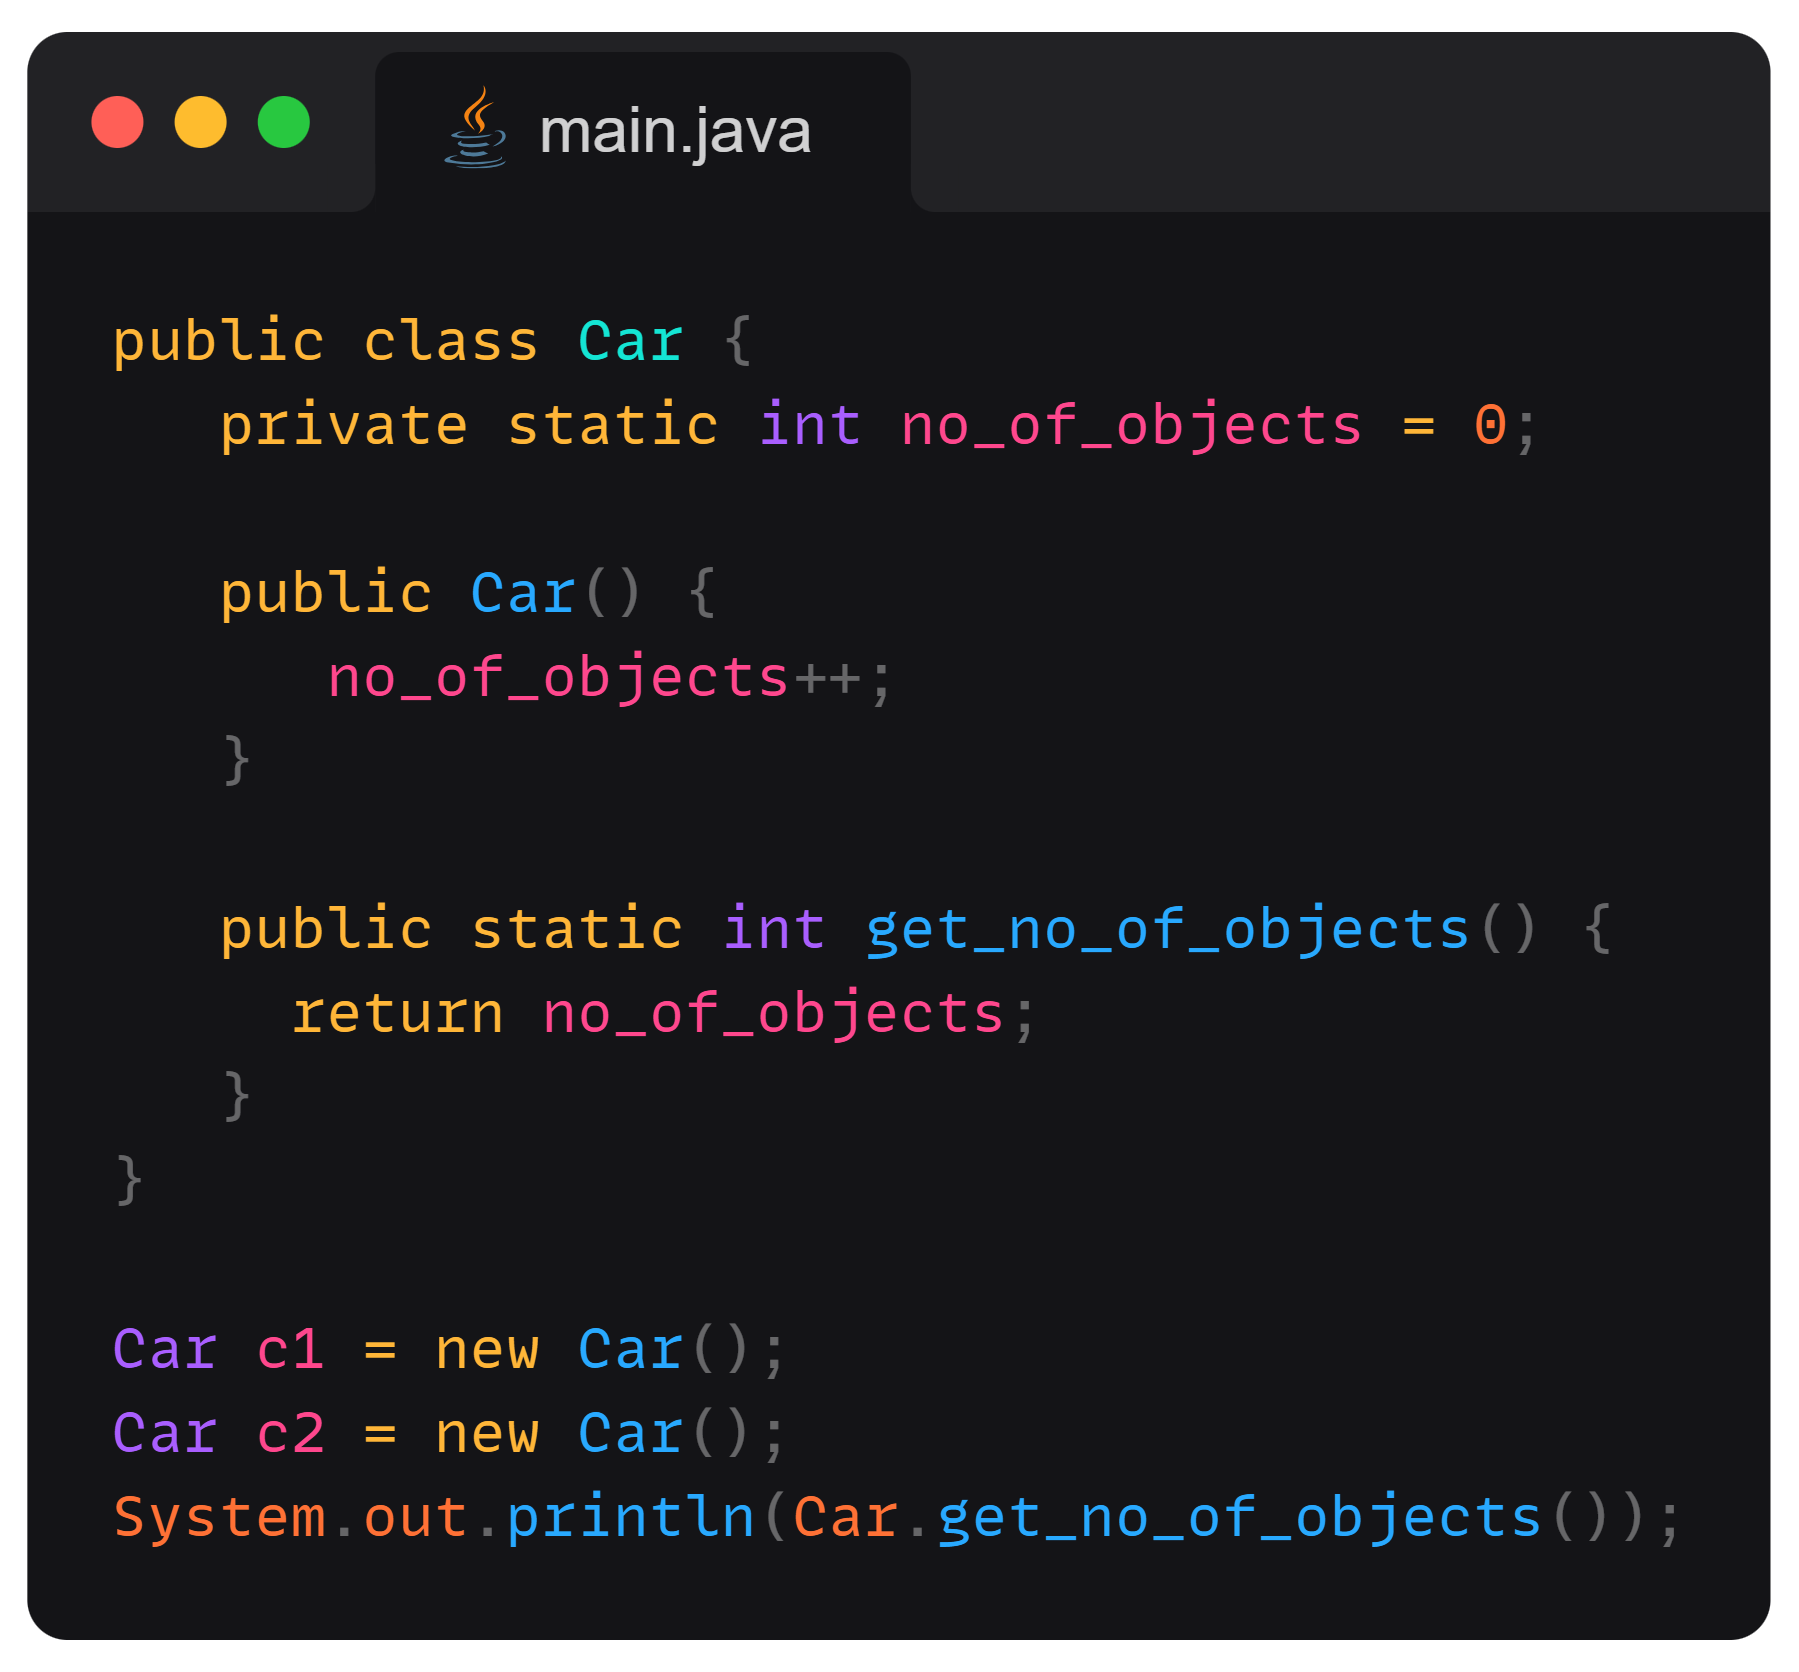 main.java
public class Car {
   private static int no_of_objects = 0;
   public Car() {
      no_of_objects++;
   }
   public static int get_no_of_objects() {
     return no_of_objects;
   }
}
Car c1 = new Car();
Car c2 = new Car();
System.out.println(Car.get_no_of_objects());